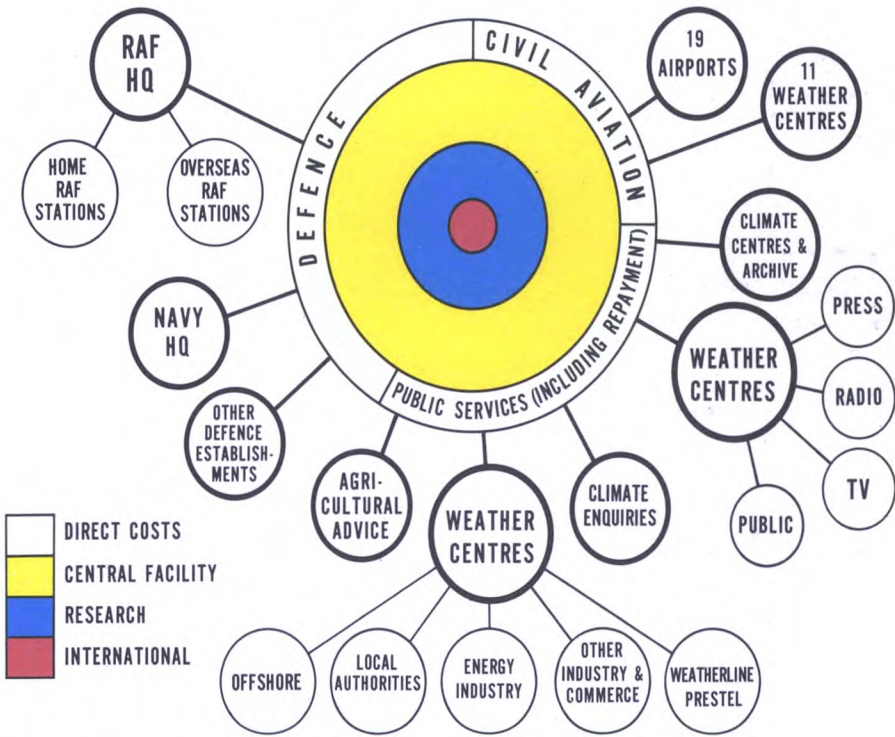 RAF
HQ
HOME
RAF
STATIONS
OVERSEAS
RAF
STATIONS
DEFENCE
CIVIL AVIATION
19
AIRPORTS
11
WEATHER
CENTRES
CLIMATE
CENTRES &
ARCHIVE
NAVY
HQ
OTHER
DEFENCE
ESTABLISH-
MENTS
PUBLIC SERVICES (INCLUDING REPAYMENT)
WEATHER
CENTRES
PRESS
RADIO
TV
PUBLIC
AGRI-
CULTURAL
ADVICE
WEATHER
CENTRES
CLIMATE
ENQUIRIES
OFFSHORE
LOCAL
AUTHORITIES
ENERGY
INDUSTRY
OTHER
INDUSTRY &
COMMERCE
WEATHERLINE
PRESTEL
DIRECT COSTS
CENTRAL FACILITY
RESEARCH
INTERNATIONAL